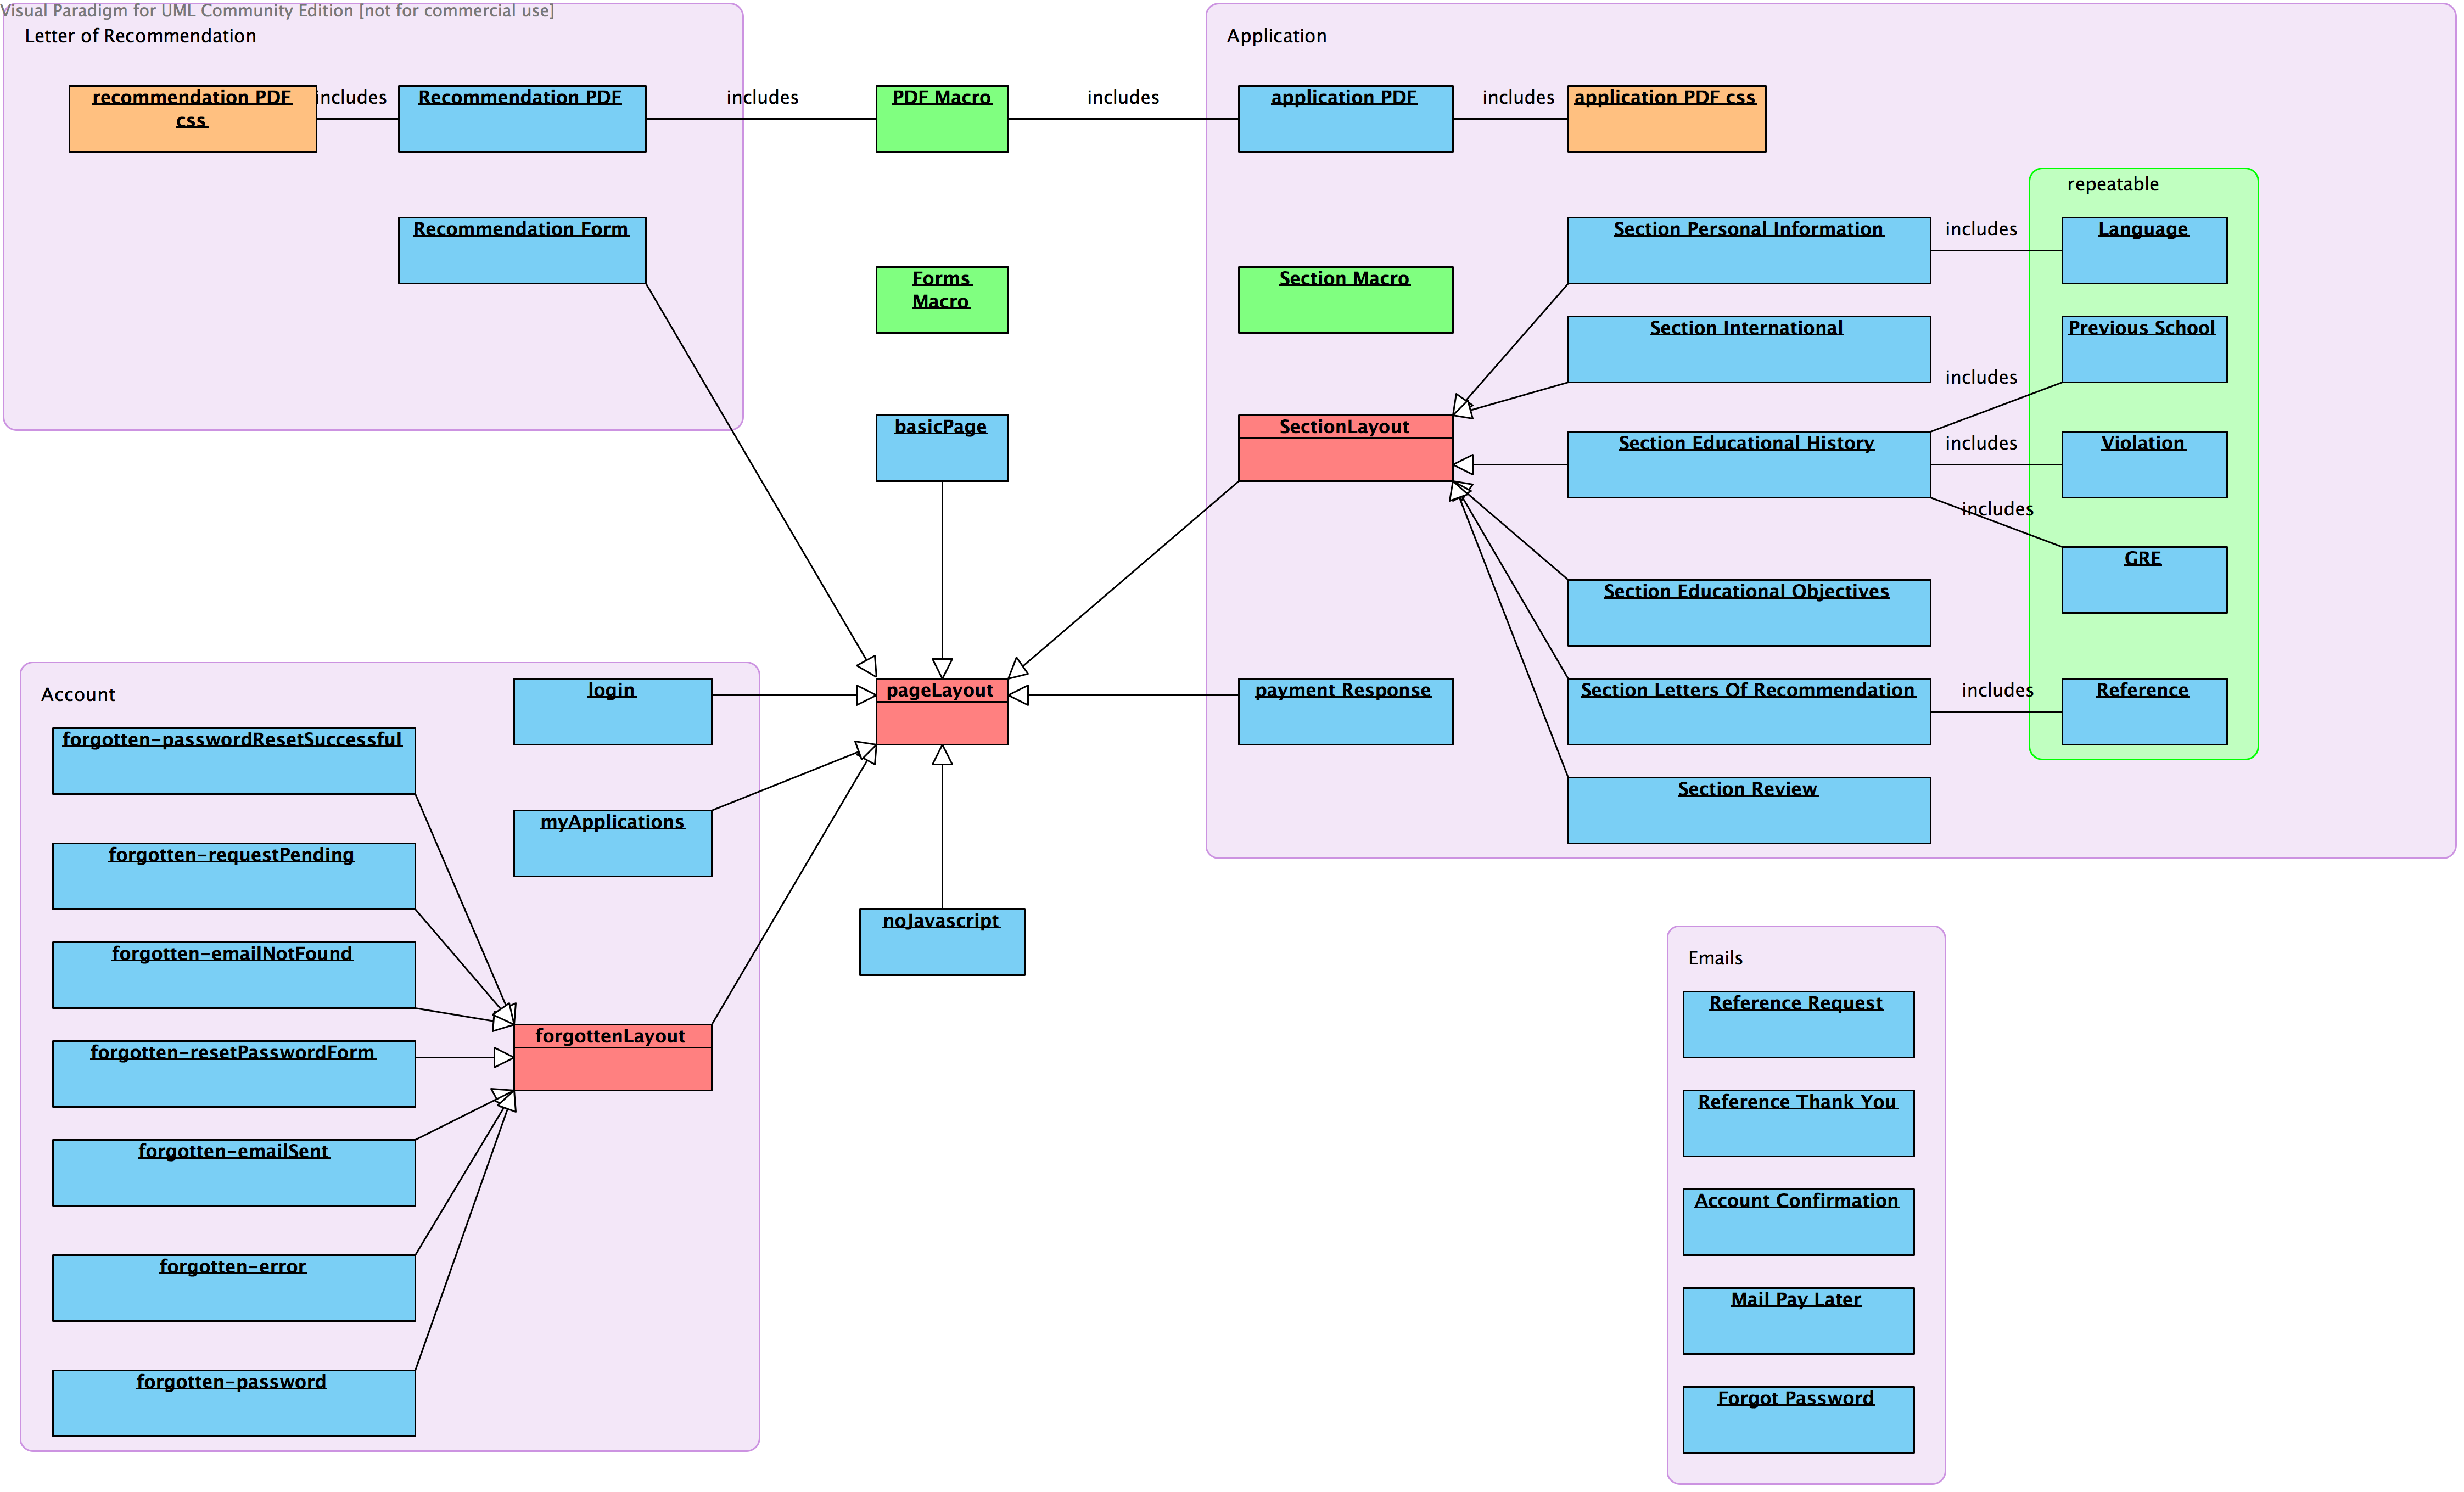 Visual Paradigm for UML Community Edition [not for commercial use]
Letter of Recommendation
recommendation PDF
css
includes
Recommendation PDF
includes
PDF Macro
includes
Recommendation Form
Forms
Macro
basicPage
Application
application PDF
includes
application PDF css
repeatable
Section Personal Information
includes
Language
Section Macro
Section International
Previous School
includes
SectionLayout
Section Educational History
includes
Violation
includes
GRE
Section Educational Objectives
payment Response
Section Letters Of Recommendation
includes
Reference
Section Review
Account
login
pageLayout
forgotten-passwordResetSuccessful
myApplications
forgotten-requestPending
noJavascript
forgotten-emailNotFound
forgottenLayout
forgotten-resetPasswordForm
forgotten-emailSent
forgotten-error
forgotten-password
Emails
Reference Request
Reference Thank You
Account Confirmation
Mail Pay Later
Forgot Password